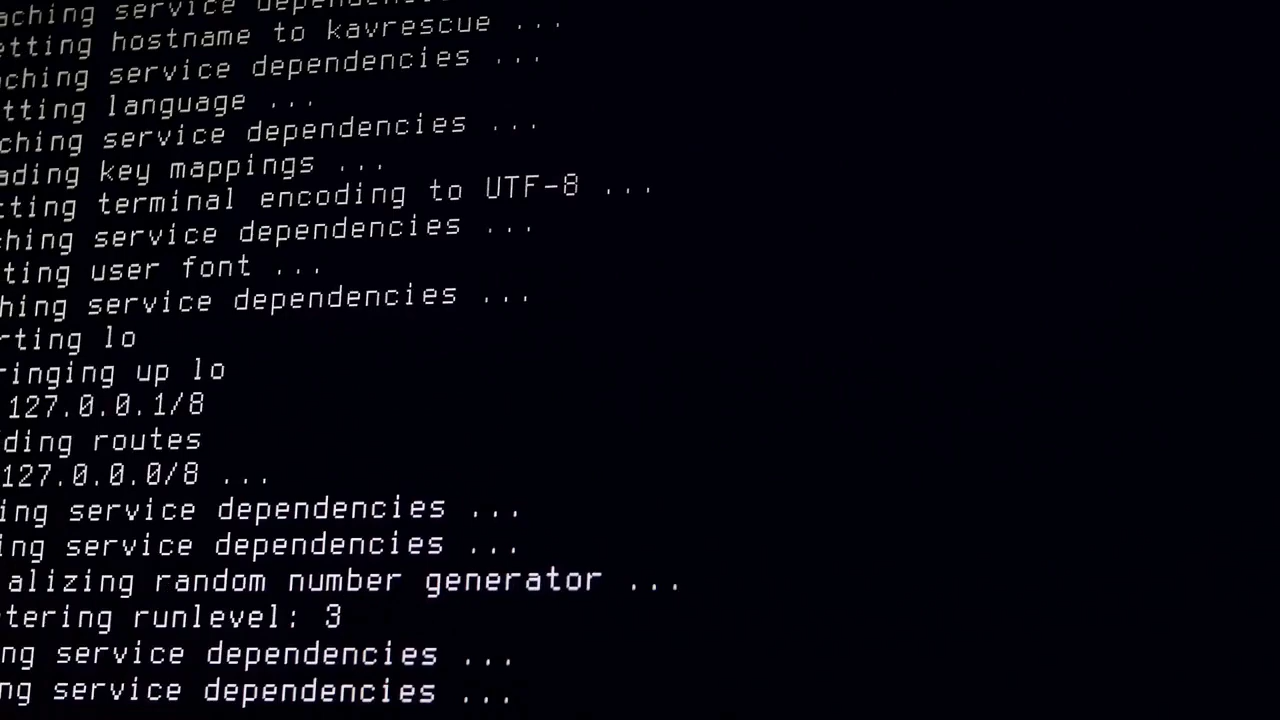 aching service dependencies
etting hostname to kavrescue ...
aching service dependencies ...
tting language ...
ching service dependencies ...
ading key mappings ...
tting terminal encoding to UTF-8 ...
ching service dependencies ...
ting user font ...
hing service dependencies ...
rting lo
ringing up lo
127.0.0.1/8
ding routes
127.0.0.0/8 ...
ing service dependencies ...
ing service dependencies ...
alizing random number generator ...
tering runlevel: 3
ng service dependencies ...
ng service dependencies ...